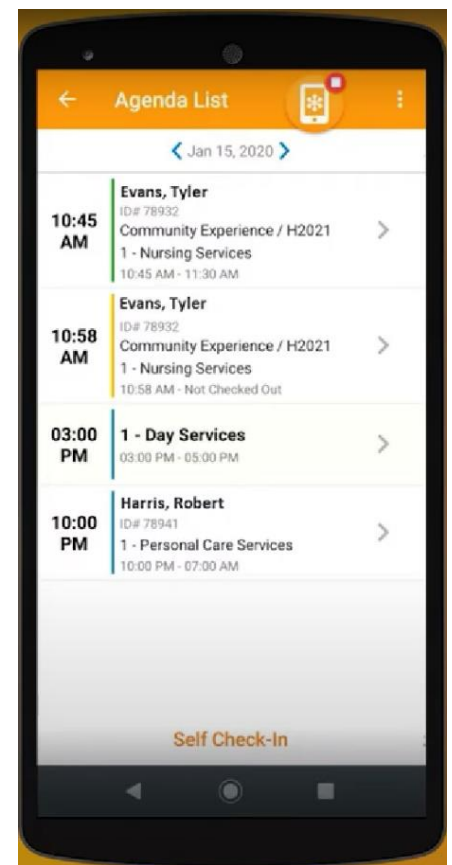 Agenda List
Jan 15, 2020
10:45
AM
Evans, Tyler
ID# 78932
Community Experience / H2021
1 - Nursing Services
10:45 AM - 11:30 AM
10:58
AM
Evans, Tyler
ID# 78932
Community Experience / H2021
1 - Nursing Services
10:58 AM - Not Checked Out
03:00
PM
1 - Day Services
03:00 PM - 05:00 PM
10:00
PM
Harris, Robert
ID# 78941
1 - Personal Care Services
10:00 PM - 07:00 AM
Self Check-In